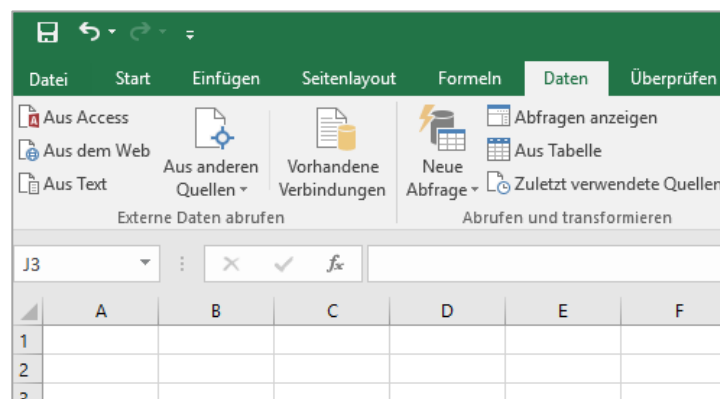 Datei Start Einfügen Seitenlayout Formeln Daten Überprüfen
Aus Access
Aus dem Web
Aus Text
Aus anderen
Quellen
Vorhandene
Verbindungen
Externe Daten abrufen
Neue
Abfrage
Abfragen anzeigen
Aus Tabelle
Zuletzt verwendete Quellen
Abrufen und transformieren
J3
fx
A B C D E F
1
2
3